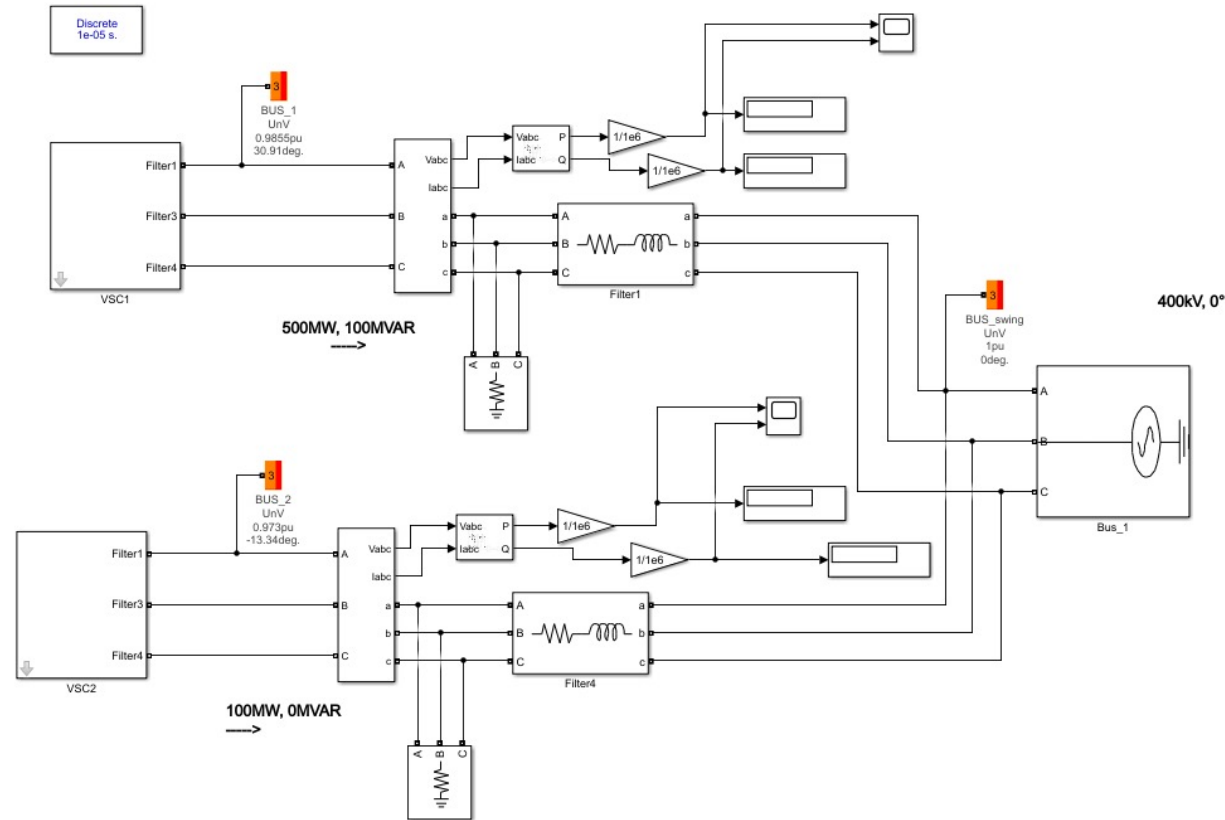 Discrete
1e-05 s.
3
BUS_1
UnV
0.9855pu
30.91deg.
Filter1
Filter3
Filter4
VSC1
A
B
C
Vabc
Iabc
a
b
c
Vabc
Iabc
P
Q
1/1e6
1/1e6
A
B
C
a
b
c
Filter1
500MW, 100MVAR
----->
A
B
C
3
BUS_swing
UnV
1pu
0deg.
400kV, 0°
A
B
C
Bus_1
3
BUS_2
UnV
0.973pu
-13.34deg.
Filter1
Filter3
Filter4
VSC2
A
B
C
Vabc
Iabc
a
b
c
Vabc
Iabc
P
Q
1/1e6
1/1e6
A
B
C
a
b
c
Filter4
100MW, 0MVAR
----->
A
B
C